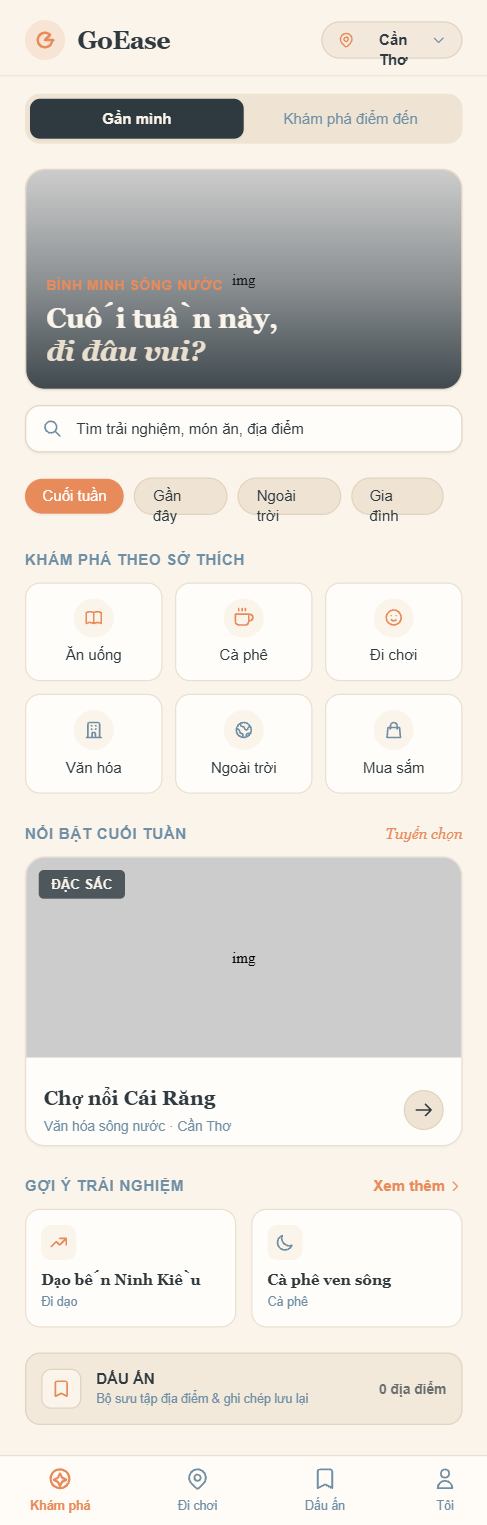 GoEase
Cần
Thơ
Gần mình
Khám phá điểm đến
BÌNH MINH SÔNG NƯỚC
img
Cuối tuần này,
đi đâu vui?
Tìm trải nghiệm, món ăn, địa điểm
Cuối tuần
Gần
đây
Ngoài
trời
Gia
đình
KHÁM PHÁ THEO SỞ THÍCH
Ăn uống
Cà phê
Đi chơi
Văn hóa
Ngoài trời
Mua sắm
NỔI BẬT CUỐI TUẦN
Tuyển chọn
ĐẶC SẮC
img
Chợ nổi Cái Răng
Văn hóa sông nước · Cần Thơ
GỢI Ý TRẢI NGHIỆM
Xem thêm
Dạo bến Ninh Kiều
Đi dạo
Cà phê ven sông
Cà phê
DẤU ẤN
Bộ sưu tập địa điểm & ghi chép lưu lại
0 địa điểm
Khám phá
Đi chơi
Dấu ấn
Tôi